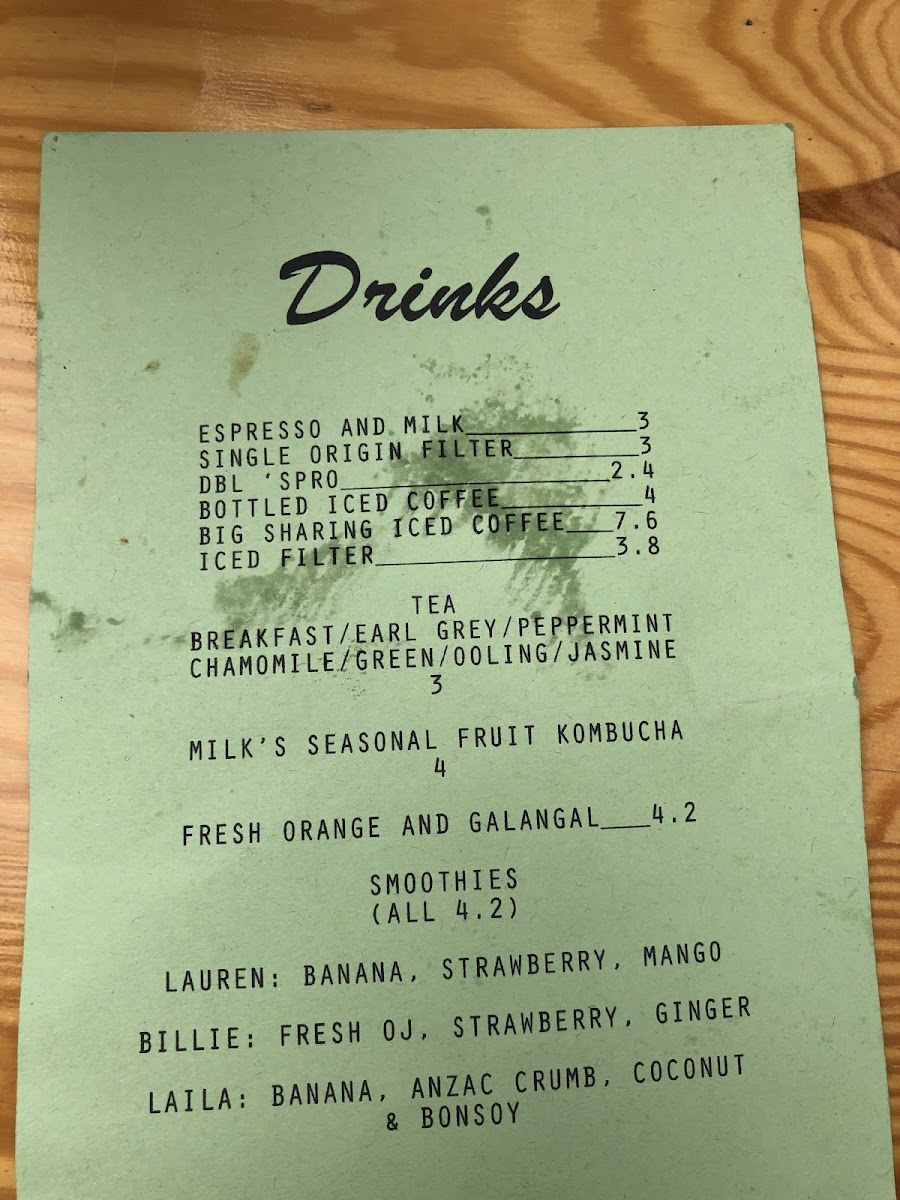 Drinks
ESPRESSO AND MILK____________3
SINGLE ORIGIN FILTER_________3
DBL 'SPRO___________________2.4
BOTTLED ICED COFFEE__________4
BIG SHARING ICED COFFEE___7.6
ICED FILTER_________________3.8
TEA
BREAKFAST/EARL GREY/PEPPERMINT
CHAMOMILE/GREEN/OOLING/JASMINE
3
MILK'S SEASONAL FRUIT KOMBUCHA
4
FRESH ORANGE AND GALANGAL___4.2
SMOOTHIES
(ALL 4.2)
LAUREN: BANANA, STRAWBERRY, MANGO
BILLIE: FRESH OJ, STRAWBERRY, GINGER
LAILA: BANANA, ANZAC CRUMB, COCONUT
& BONSOY